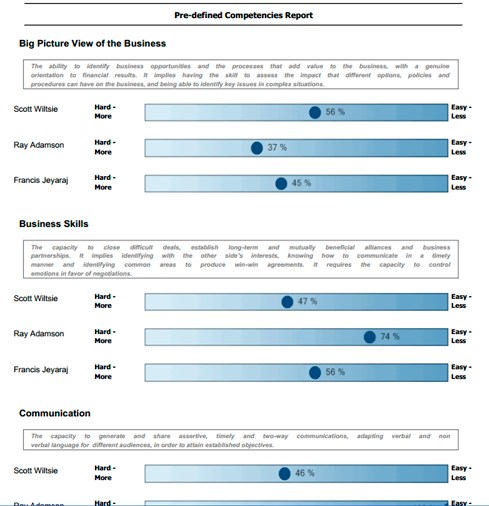 Pre-defined Competencies Report
Big Picture View of the Business
The ability to identify business opportunities and the processes that add value to the business, with a genuine
orientation to financial results. It implies having the skill to assess the impact that different options, policies and
procedures can have on the business, and being able to identify key issues in complex situations.
Scott Wiltsie Hard - More 56 % Easy - Less
Ray Adamson Hard - More 37 % Easy - Less
Francis Jeyaraj Hard - More 45 % Easy - Less
Business Skills
The capacity to close difficult deals, establish long-term and mutually beneficial alliances and business
partnerships. It implies identifying with the other side's interests, knowing how to communicate in a timely
manner and identifying common areas to produce win-win agreements. It requires the capacity to control
emotions in favor of negotiations.
Scott Wiltsie Hard - More 47 % Easy - Less
Ray Adamson Hard - More 74 % Easy - Less
Francis Jeyaraj Hard - More 56 % Easy - Less
Communication
The capacity to generate and share assertive, timely and two-way communications, adapting verbal and non
verbal language for different audiences, in order to attain established objectives.
Scott Wiltsie Hard - More 46 % Easy - Less
Ray Adamson Hard - Easy -